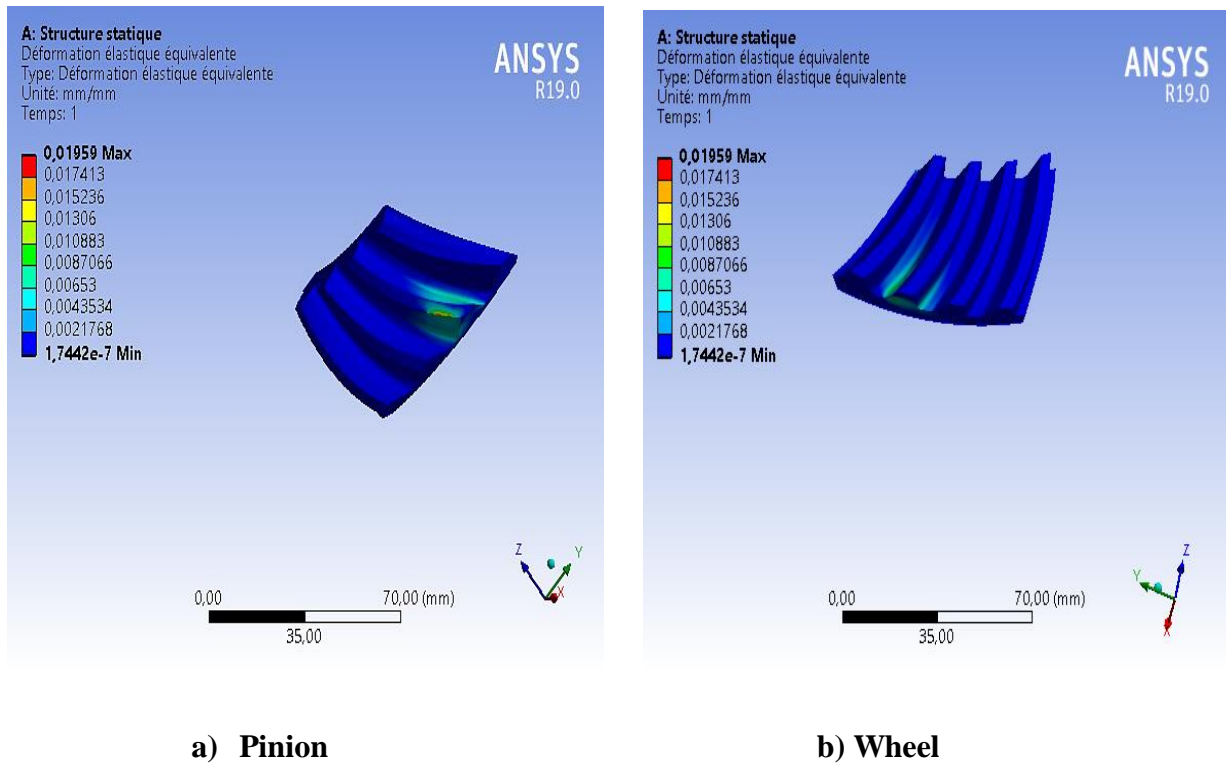 A: Structure statique
Déformation élastique équivalente
Type: Déformation élastique équivalente
Unité: mm/mm
Temps: 1
ANSYS
R19.0
0,01959 Max
0,017413
0,015236
0,01306
0,010883
0,0087066
0,00653
0,0043534
0,0021768
1,7442e-7 Min
Z
Y
X
0,00
70,00 (mm)
35,00
A: Structure statique
Déformation élastique équivalente
Type: Déformation élastique équivalente
Unité: mm/mm
Temps: 1
ANSYS
R19.0
0,01959 Max
0,017413
0,015236
0,01306
0,010883
0,0087066
0,00653
0,0043534
0,0021768
1,7442e-7 Min
Z
Y
X
0,00
70,00 (mm)
35,00
a) Pinion
b) Wheel